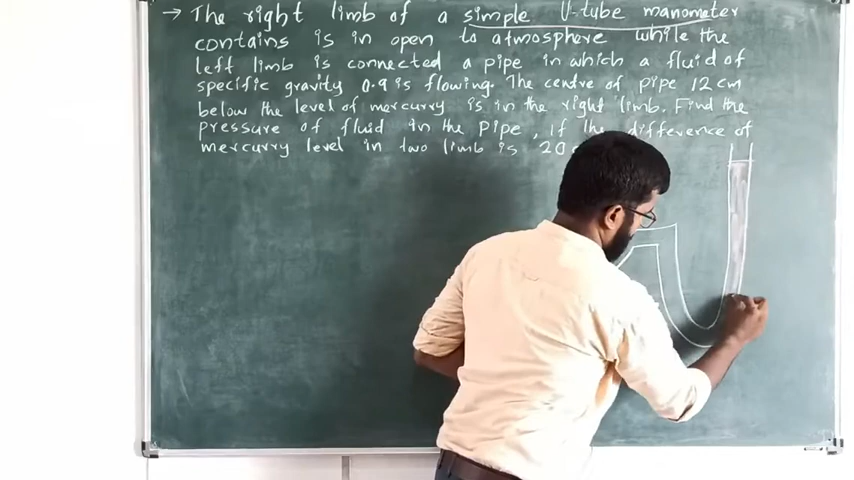 → The right limb of a simple U-tube manometer
contains is in open to atmosphere while the
left limb is connected a pipe in which a fluid of
specific gravity 0.9 is flowing. The centre of pipe 12 cm
below the level of mercurry is in the right limb. Find the
pressure of fluid in the pipe, if the difference of
mercurry level in two limb is 20